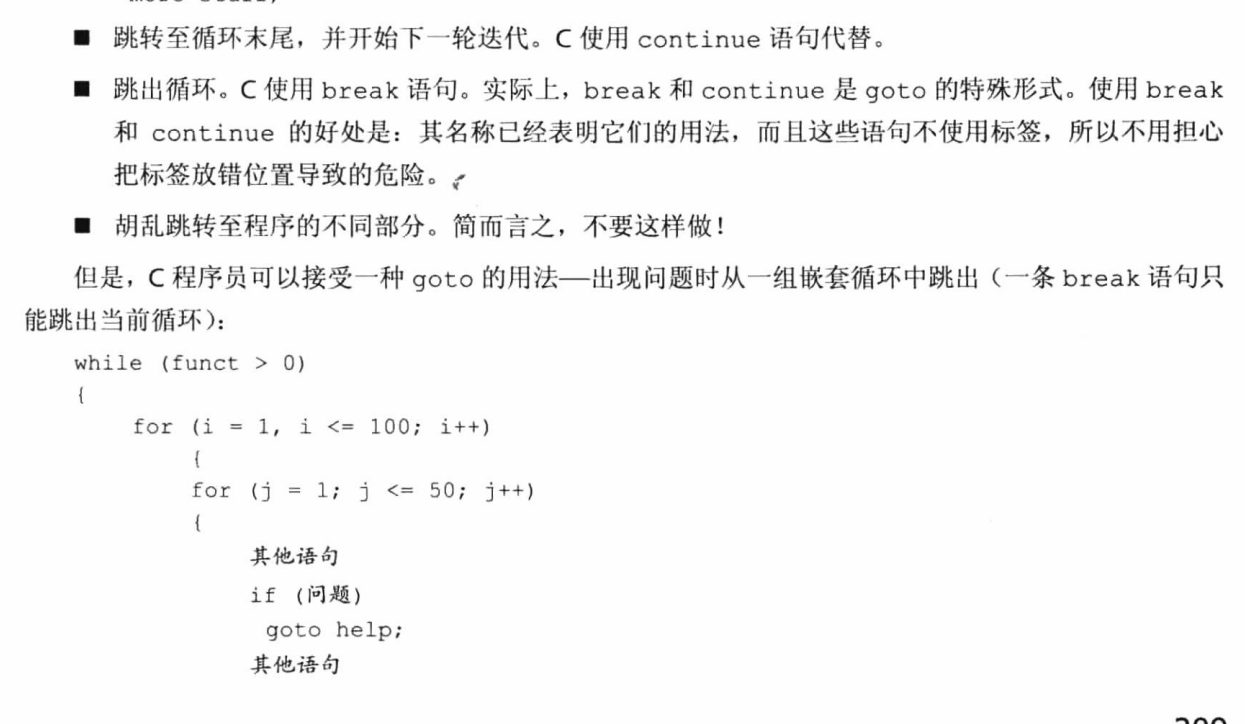 ■ 跳转至循环末尾，并开始下一轮迭代。C 使用 continue 语句代替。
■ 跳出循环。C 使用 break 语句。实际上，break 和 continue 是 goto 的特殊形式。使用 break
和 continue 的好处是：其名称已经表明它们的用法，而且这些语句不使用标签，所以不用担心
把标签放错位置导致的危险。
■ 胡乱跳转至程序的不同部分。简而言之，不要这样做！
但是，C 程序员可以接受一种 goto 的用法——出现问题时从一组嵌套循环中跳出（一条 break 语句只
能跳出当前循环）：
while (funct > 0)
{
for (i = 1, i <= 100; i++)
{
for (j = 1; j <= 50; j++)
{
其他语句
if (问题)
goto help;
其他语句